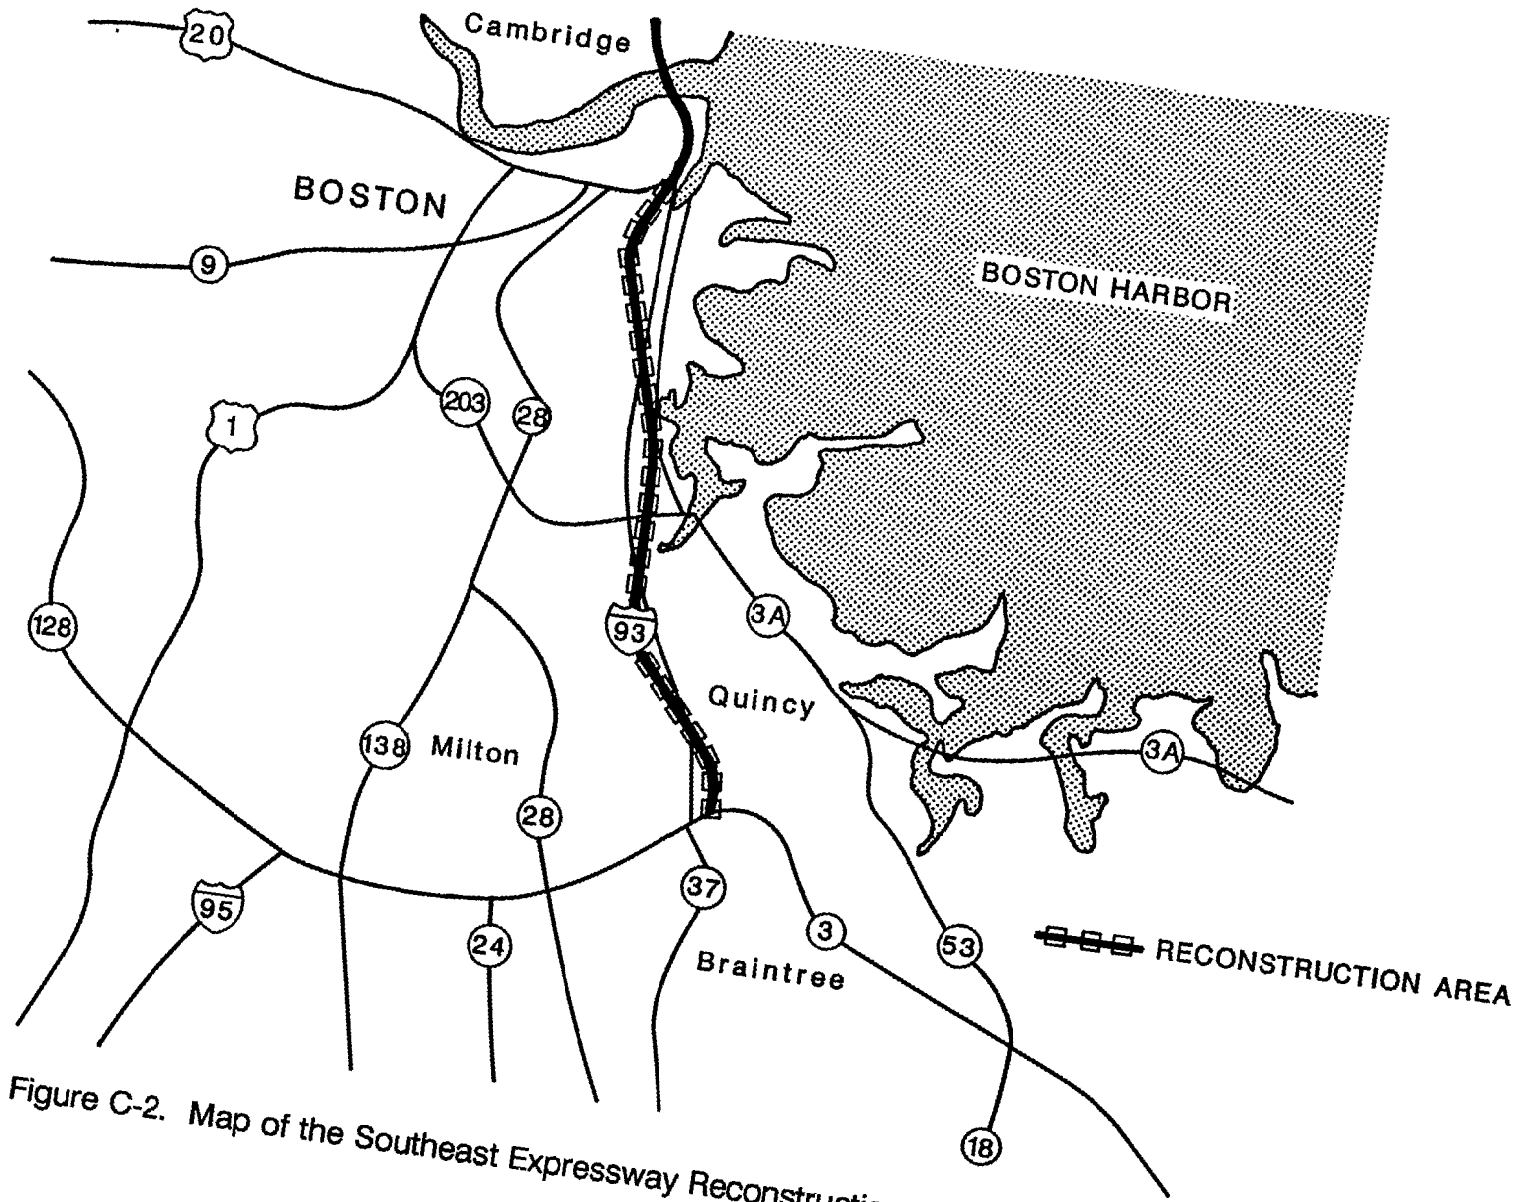 20
Cambridge
BOSTON
9
BOSTON HARBOR
203
28
1
128
93
3A
Quincy
138
Milton
3A
28
95
37
24
3
53
Braintree
RECONSTRUCTION AREA
18
Figure C-2. Map of the Southeast Expressway